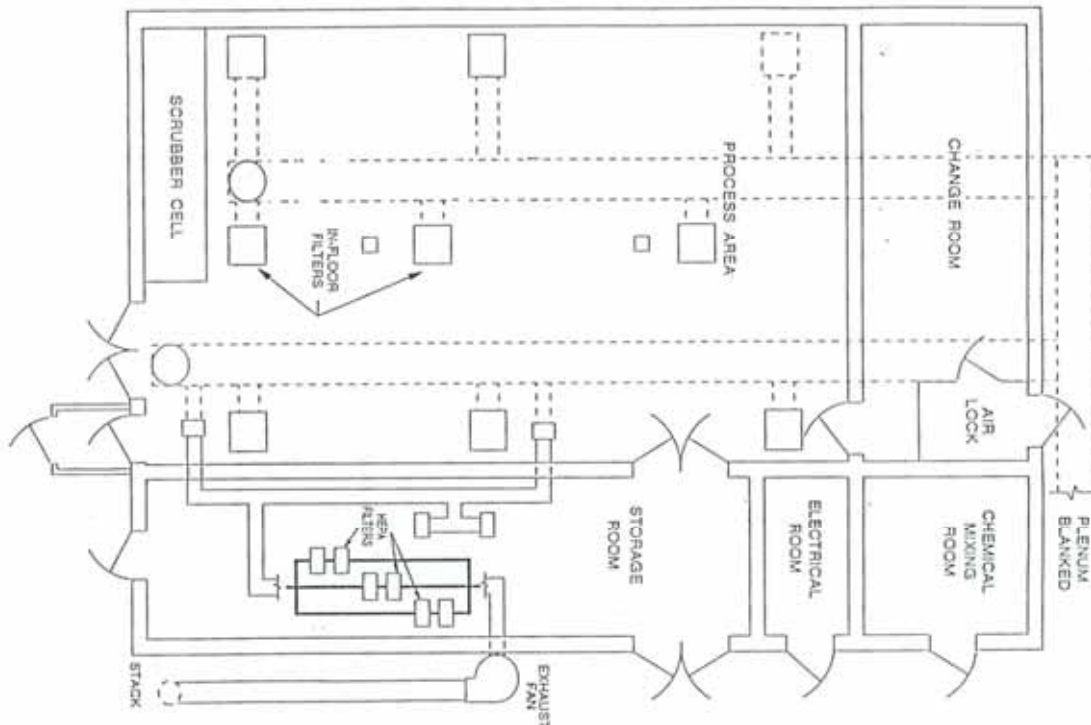 SCRUBBER CELL
PROCESS AREA
CHANGE ROOM
IN-FLOOR
FILTERS
AIR
LOCK
PLENUM
BLANKED
HEPA
FILTERS
STORAGE
ROOM
ELECTRICAL
ROOM
CHEMICAL
MIXING
ROOM
STACK
EXHAUST
FAN